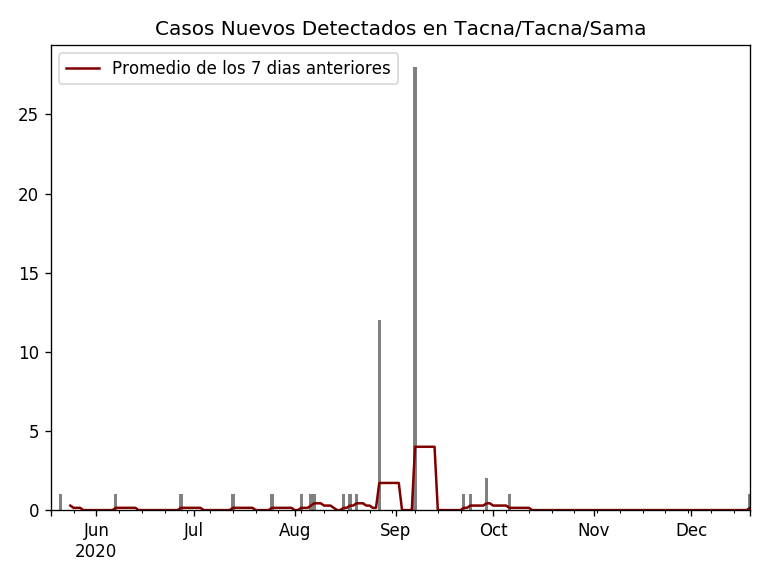 Casos Nuevos Detectados en Tacna/Tacna/Sama
Promedio de los 7 dias anteriores
25
20
15
10
5
0
Jun Jul Aug Sep Oct Nov Dec
2020